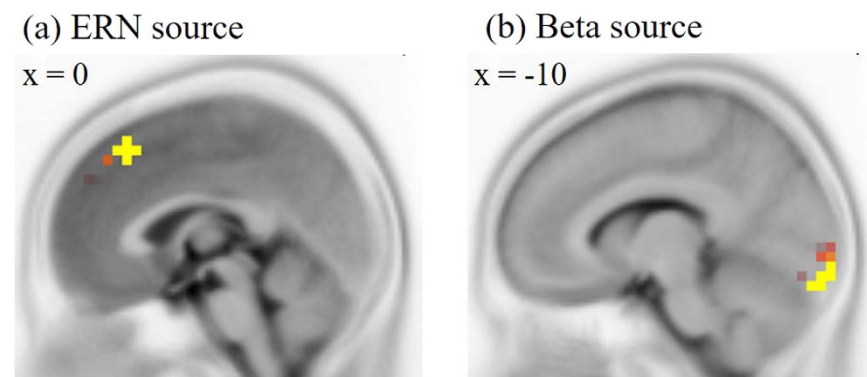 (a) ERN source
(b) Beta source
x = 0
x = -10